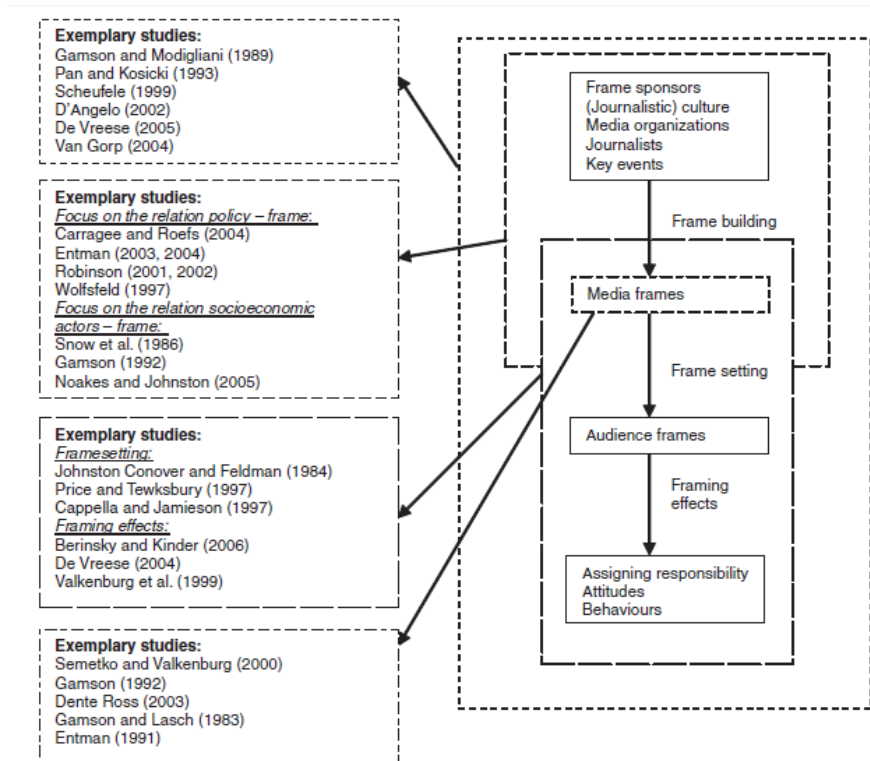 Exemplary studies:
Gamson and Modigliani (1989)
Pan and Kosicki (1993)
Scheufele (1999)
D'Angelo (2002)
De Vreese (2005)
Van Gorp (2004)
Exemplary studies:
Focus on the relation policy – frame:
Carragee and Roefs (2004)
Entman (2003, 2004)
Robinson (2001, 2002)
Wolfsfeld (1997)
Focus on the relation socioeconomic
actors – frame:
Snow et al. (1986)
Gamson (1992)
Noakes and Johnston (2005)
Exemplary studies:
Framesetting:
Johnston Conover and Feldman (1984)
Price and Tewksbury (1997)
Cappella and Jamieson (1997)
Framing effects:
Berinsky and Kinder (2006)
De Vreese (2004)
Valkenburg et al. (1999)
Exemplary studies:
Semetko and Valkenburg (2000)
Gamson (1992)
Dente Ross (2003)
Gamson and Lasch (1983)
Entman (1991)
Frame sponsors
(Journalistic) culture
Media organizations
Journalists
Key events
Frame building
Media frames
Frame setting
Audience frames
Framing
effects
Assigning responsibility
Attitudes
Behaviours